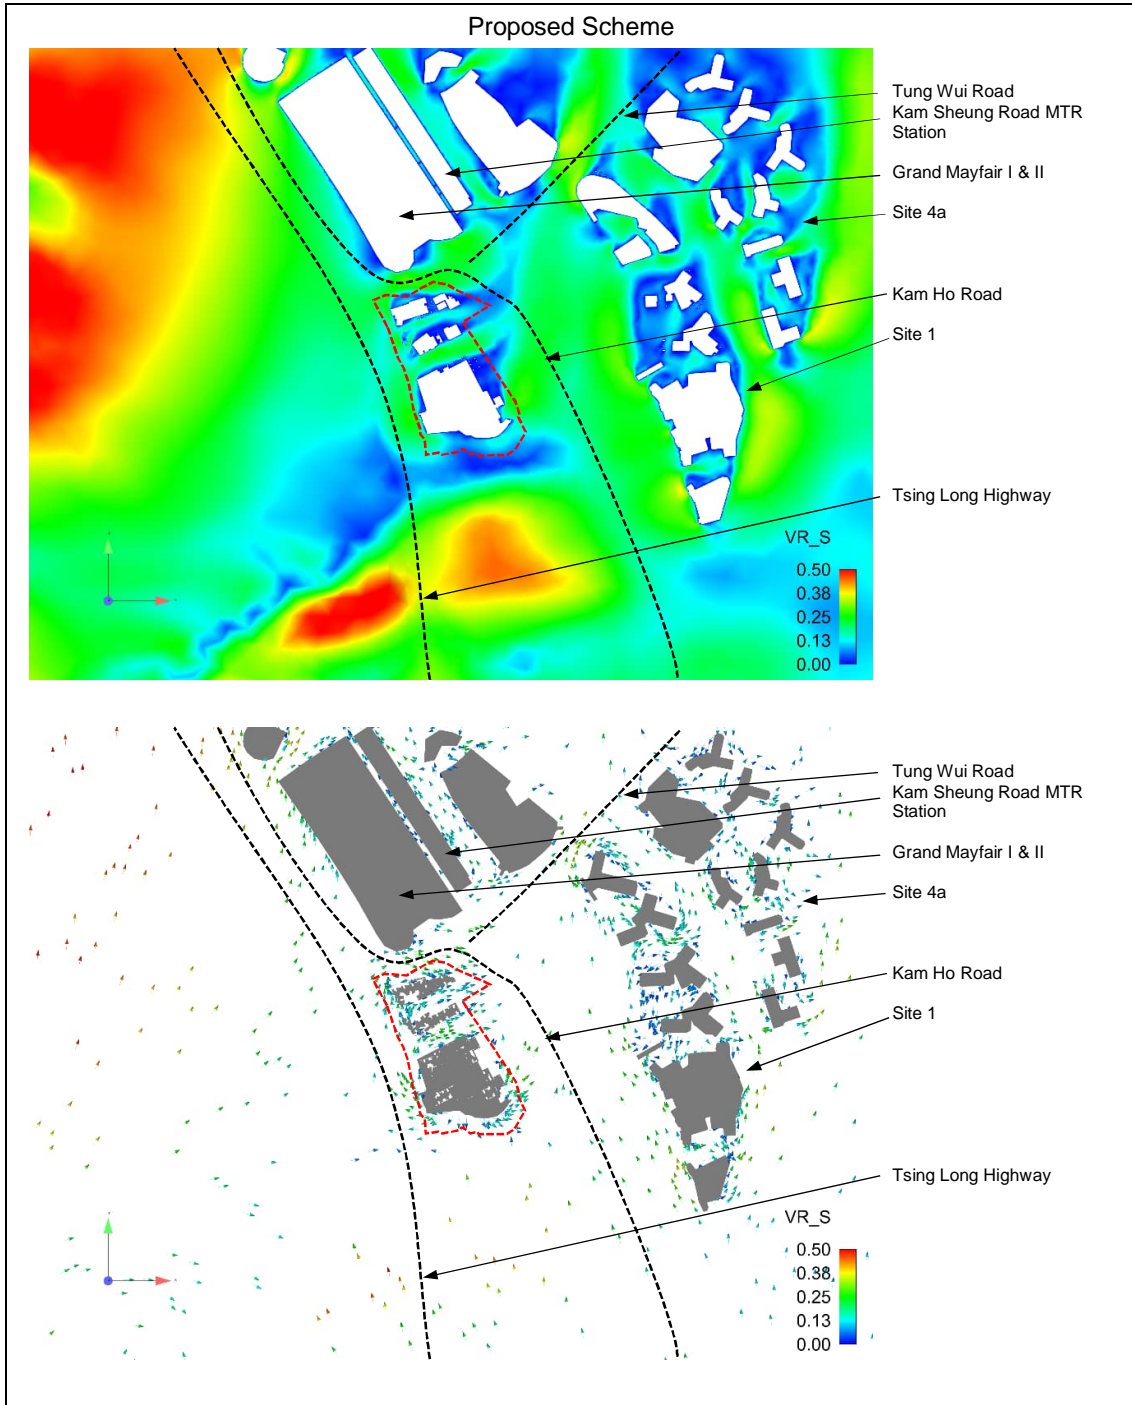 Proposed Scheme
Tung Wui Road
Kam Sheung Road MTR
Station
Grand Mayfair I & II
Site 4a
Kam Ho Road
Site 1
Tsing Long Highway
VR_S
0.50
0.38
0.25
0.13
0.00
Tung Wui Road
Kam Sheung Road MTR
Station
Grand Mayfair I & II
Site 4a
Kam Ho Road
Site 1
Tsing Long Highway
VR_S
0.50
0.38
0.25
0.13
0.00